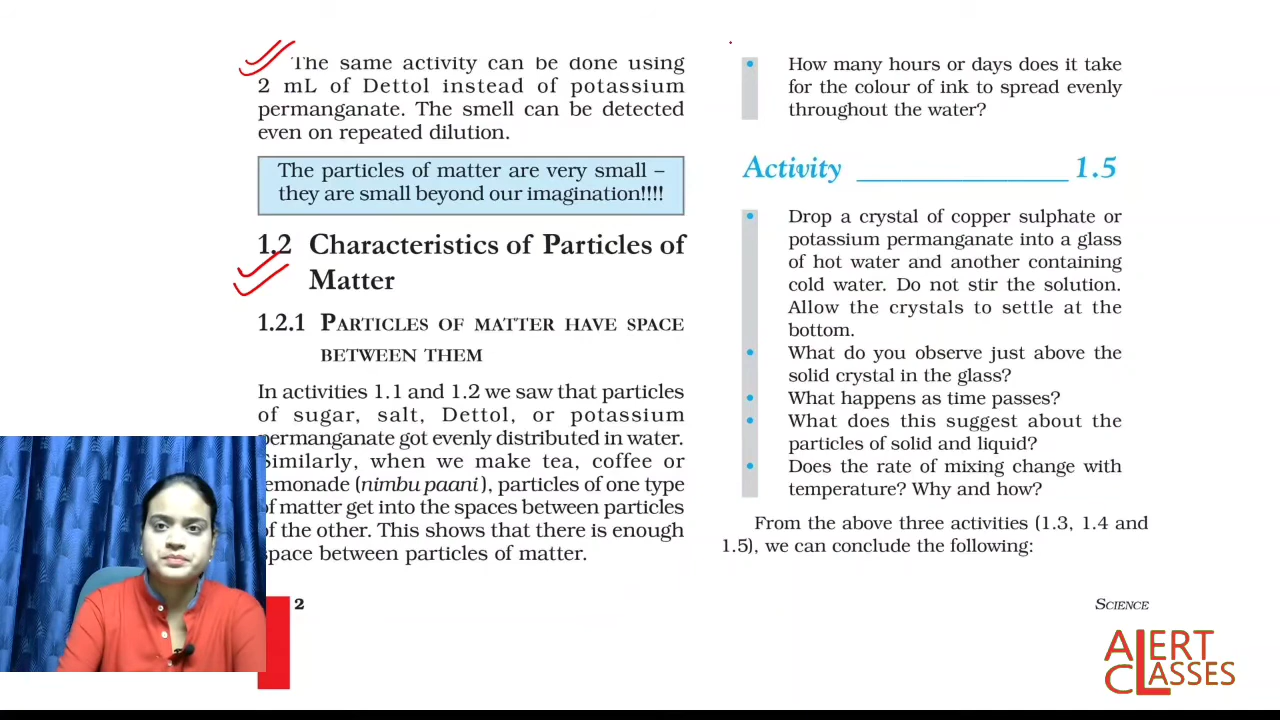 The same activity can be done using
2 mL of Dettol instead of potassium
permanganate. The smell can be detected
even on repeated dilution.
The particles of matter are very small –
they are small beyond our imagination!!!!
1.2 Characteristics of Particles of
Matter
1.2.1 PARTICLES OF MATTER HAVE SPACE
BETWEEN THEM
In activities 1.1 and 1.2 we saw that particles
of sugar, salt, Dettol, or potassium
permanganate got evenly distributed in water.
Similarly, when we make tea, coffee or
lemonade (nimbu paani), particles of one type
of matter get into the spaces between particles
of the other. This shows that there is enough
space between particles of matter.
2
How many hours or days does it take
for the colour of ink to spread evenly
throughout the water?
Activity 1.5
Drop a crystal of copper sulphate or
potassium permanganate into a glass
of hot water and another containing
cold water. Do not stir the solution.
Allow the crystals to settle at the
bottom.
What do you observe just above the
solid crystal in the glass?
What happens as time passes?
What does this suggest about the
particles of solid and liquid?
Does the rate of mixing change with
temperature? Why and how?
From the above three activities (1.3, 1.4 and
1.5), we can conclude the following:
SCIENCE
ALERT
CLASSES